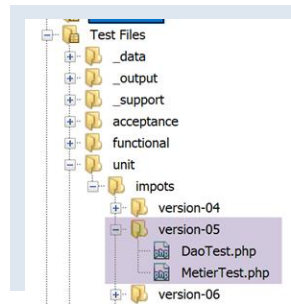 Test Files
_data
_output
_support
acceptance
functional
unit
impots
version-04
version-05
DaoTest.php
MetierTest.php
version-06